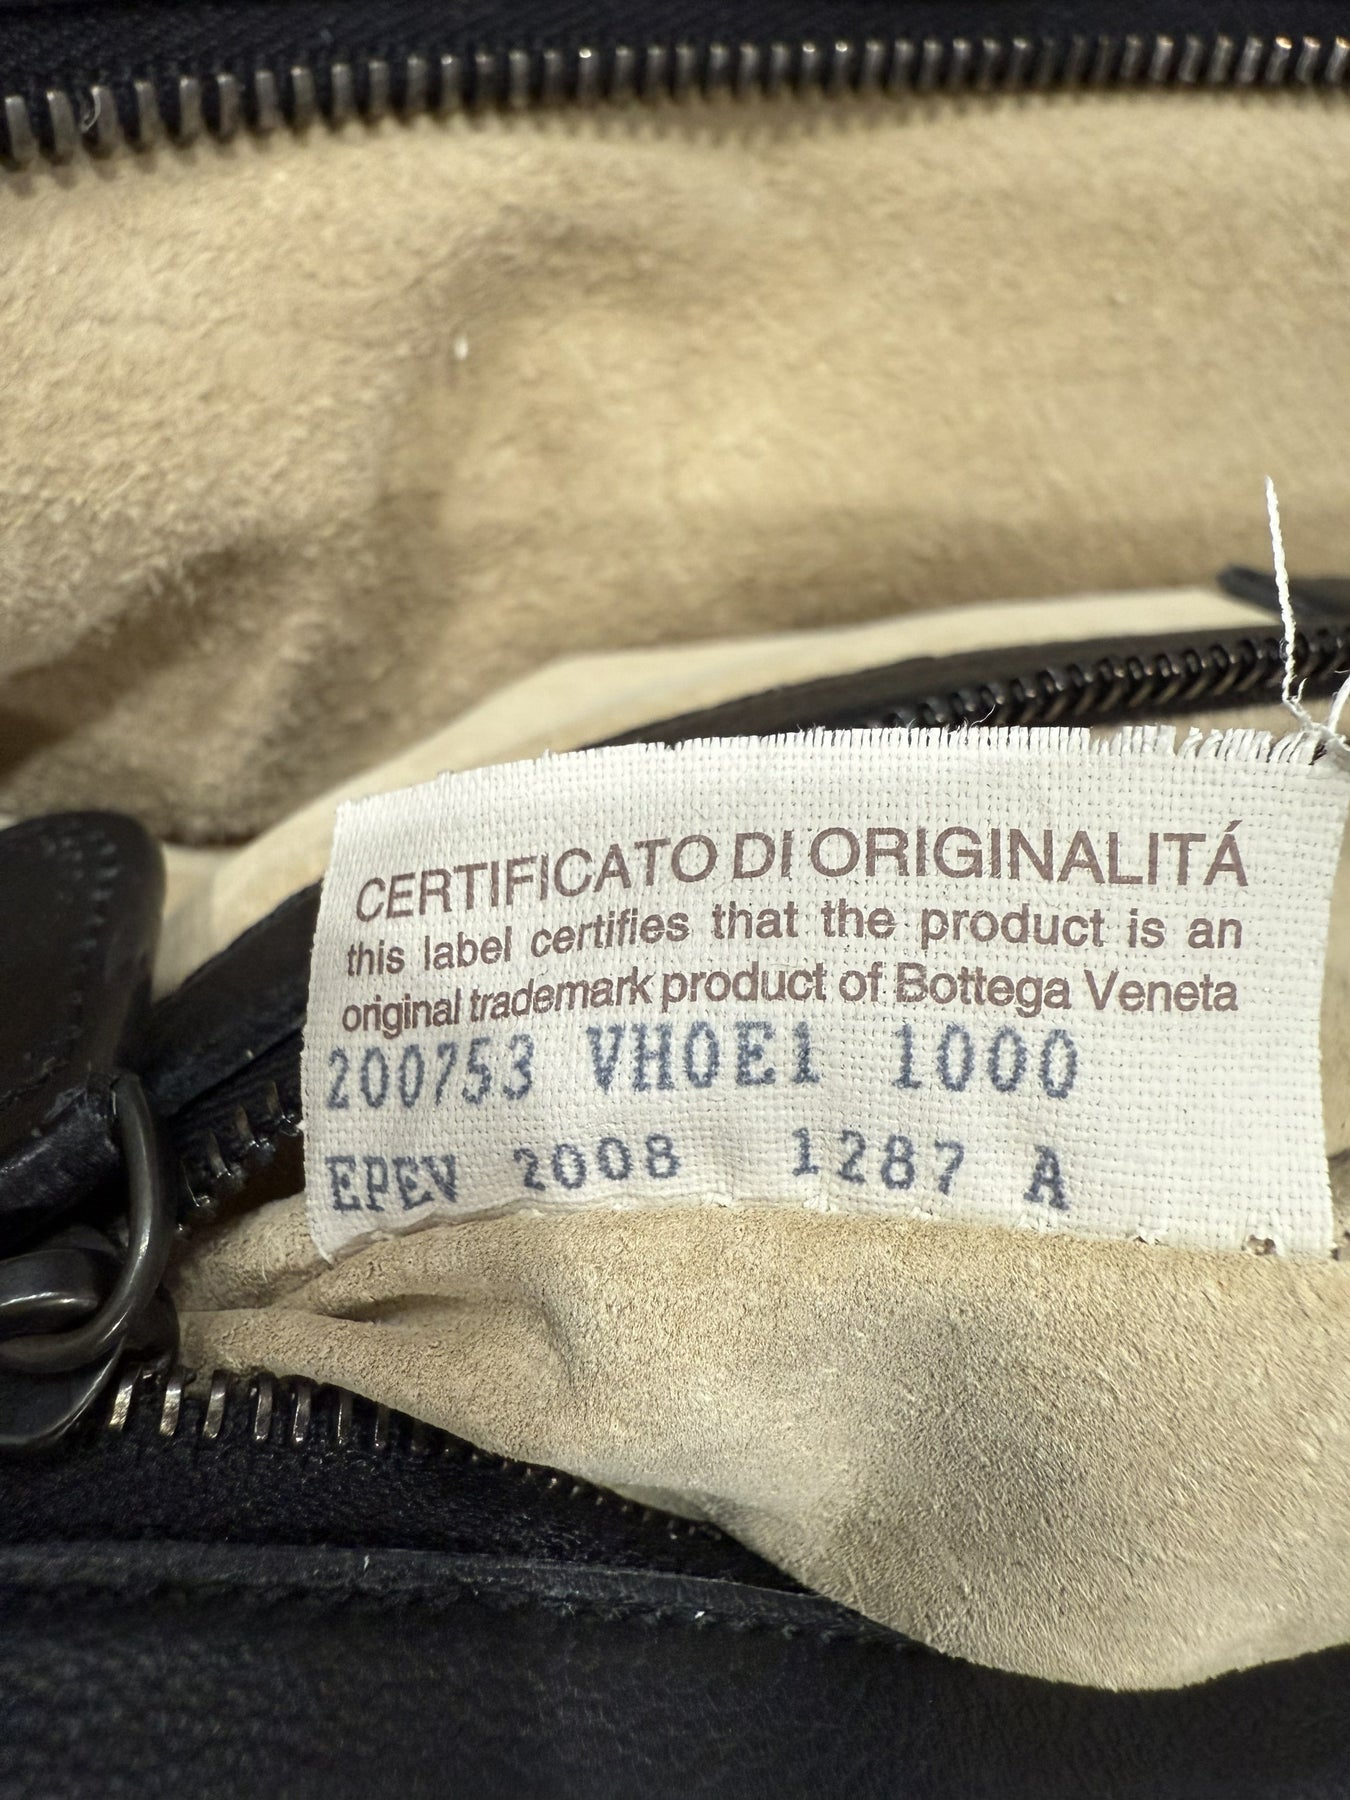 CERTIFICATO DI ORIGINALITÁ
this label certifies that the product is an
original trademark product of Bottega Veneta
200753 VH0E1 1000
EPEV 2008 1287 A